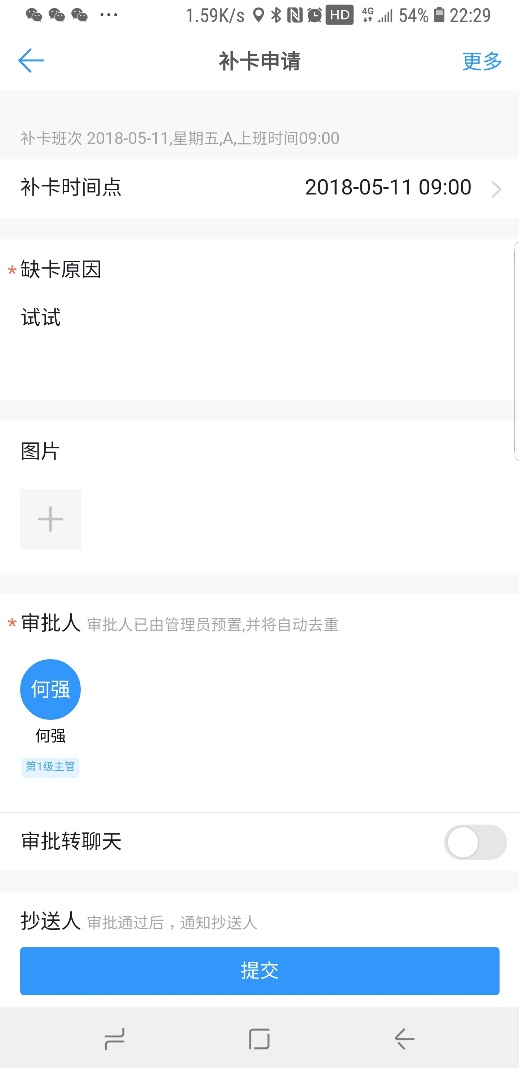 1.59K/s HD 4G 54% 22:29
补卡申请 更多
补卡班次 2018-05-11,星期五,A,上班时间09:00
补卡时间点 2018-05-11 09:00
*缺卡原因
试试
图片
*审批人 审批人已由管理员预置,并将自动去重
何强
何强
第1级主管
审批转聊天
抄送人 审批通过后，通知抄送人
提交